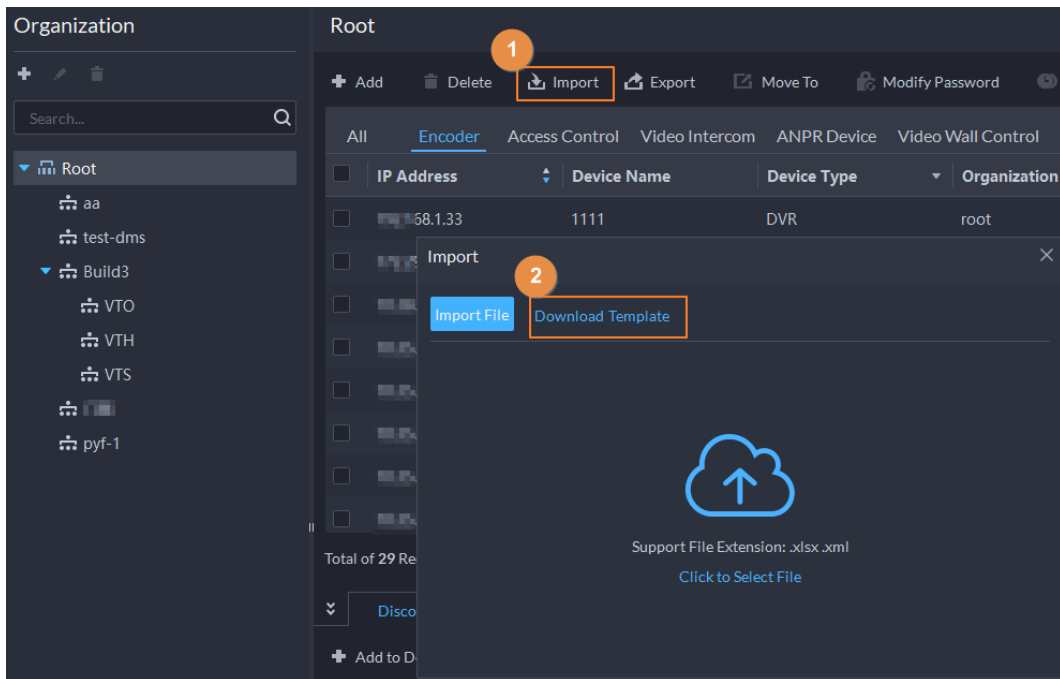 Organization
Search...
Root
aa
test-dms
Build3
VTO
VTH
VTS
pyf-1
Root
1
Add Delete Import Export Move To Modify Password
All Encoder Access Control Video Intercom ANPR Device Video Wall Control
IP Address Device Name Device Type Organization
68.1.33 1111 DVR root
Import
2
Import File Download Template
Support File Extension: .xlsx .xml
Click to Select File
Total of 29 Re
Disco
Add to D